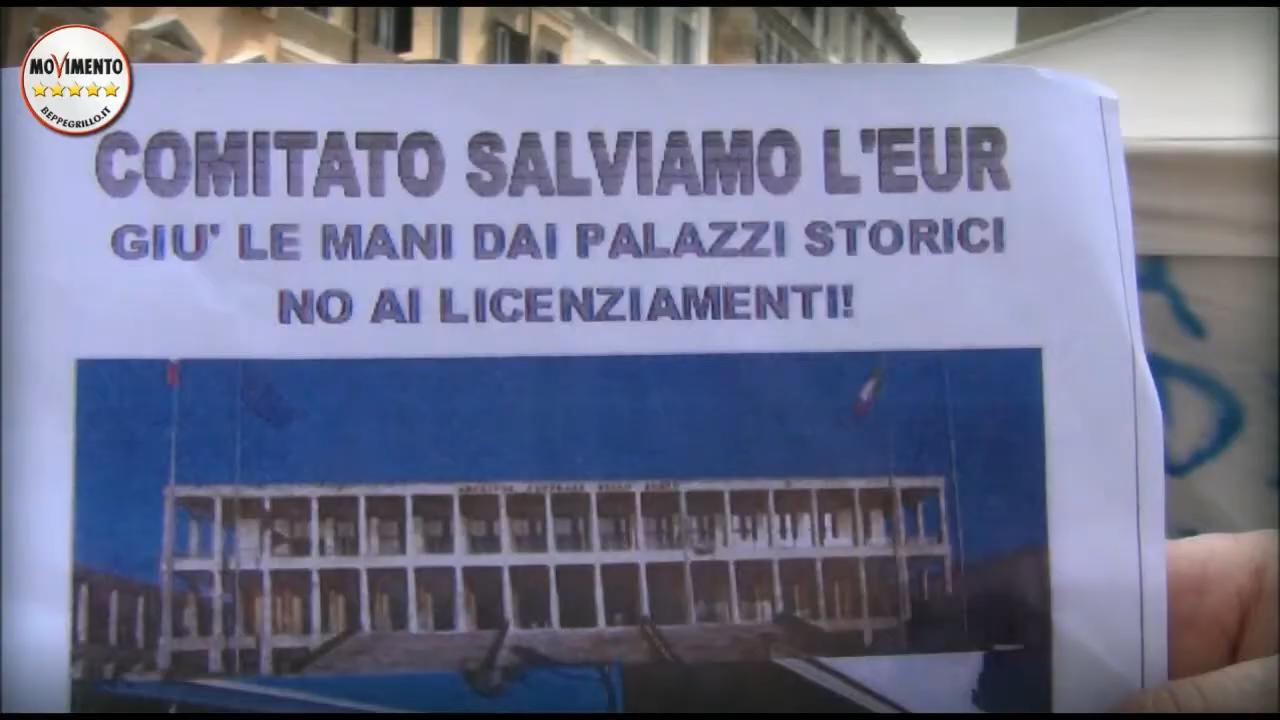 MOVIMENTO
BEPPEGRILLO.IT
COMITATO SALVIAMO L'EUR
GIU' LE MANI DAI PALAZZI STORICI
NO AI LICENZIAMENTI!